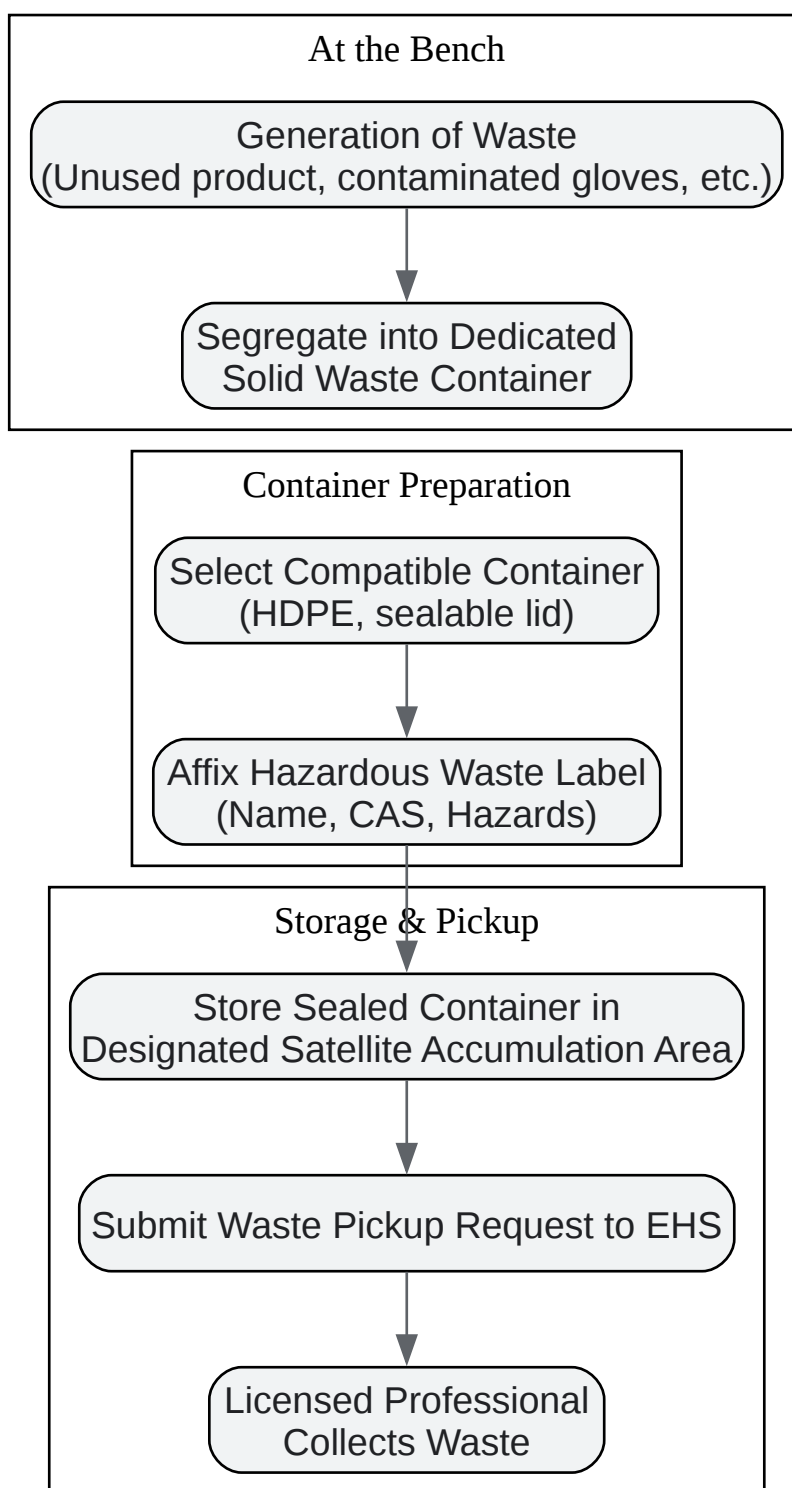 At the Bench
Generation of Waste
(Unused product, contaminated gloves, etc.)
Segregate into Dedicated
Solid Waste Container
Container Preparation
Select Compatible Container
(HDPE, sealable lid)
Affix Hazardous Waste Label
(Name, CAS, Hazards)
Storage & Pickup
Store Sealed Container in
Designated Satellite Accumulation Area
Submit Waste Pickup Request to EHS
Licensed Professional
Collects Waste